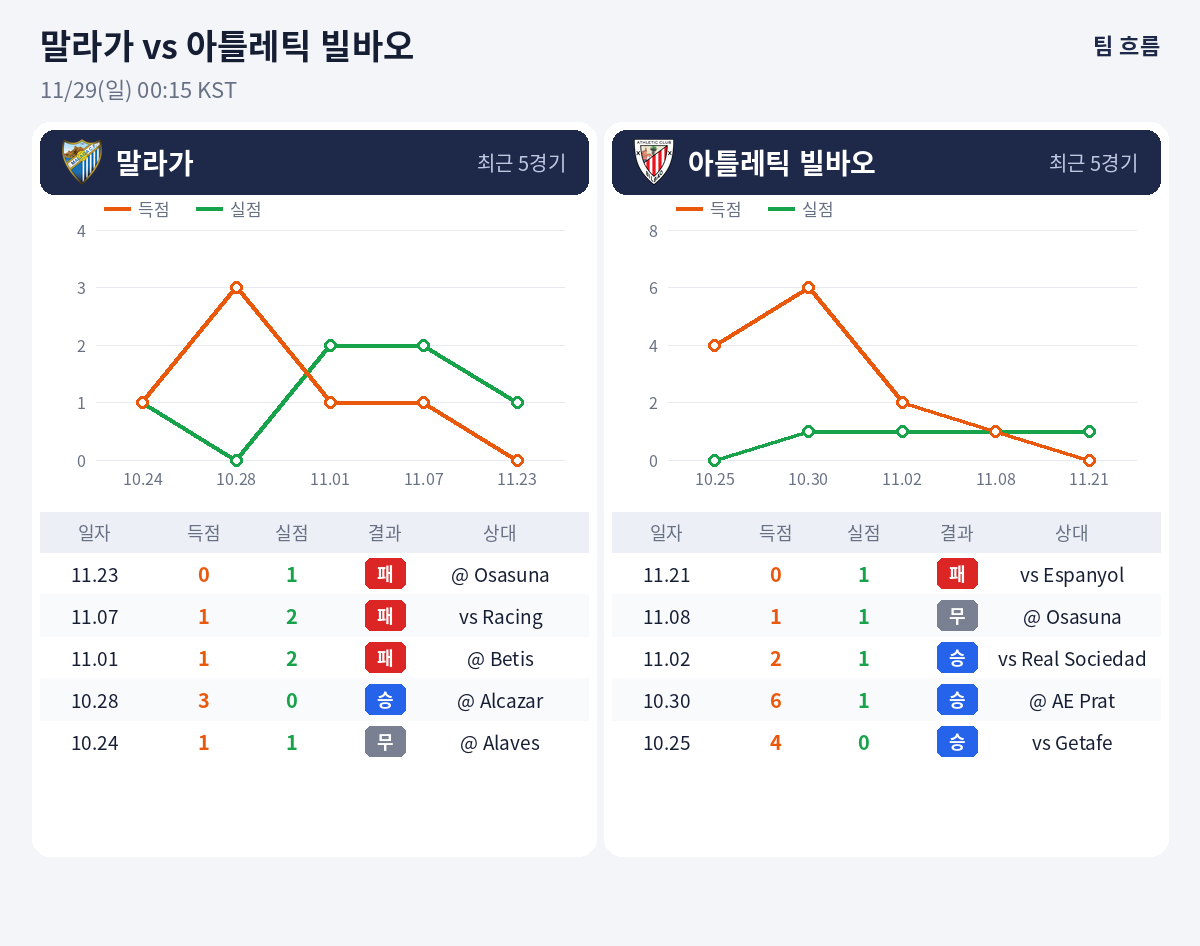 말라가 vs 아틀레틱 빌바오
팀 흐름
11/29(일) 00:15 KST
말라가
최근 5경기
득점 실점
4
3
2
1
0
10.24 10.28 11.01 11.07 11.23
일자 득점 실점 결과 상대
11.23 0 1 패 @ Osasuna
11.07 1 2 패 vs Racing
11.01 1 2 패 @ Betis
10.28 3 0 승 @ Alcazar
10.24 1 1 무 @ Alaves
ATHLETIC CLUB
아틀레틱 빌바오
최근 5경기
득점 실점
8
6
4
2
0
10.25 10.30 11.02 11.08 11.21
일자 득점 실점 결과 상대
11.21 0 1 패 vs Espanyol
11.08 1 1 무 @ Osasuna
11.02 2 1 승 vs Real Sociedad
10.30 6 1 승 @ AE Prat
10.25 4 0 승 vs Getafe